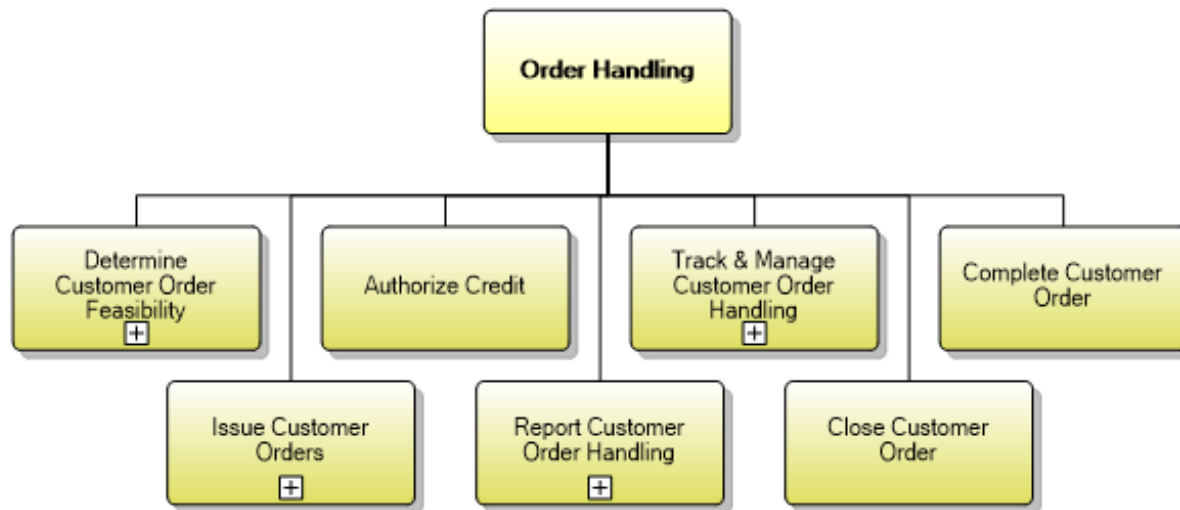 Order Handling
Determine
Customer Order
Feasibility
Authorize Credit
Track & Manage
Customer Order
Handling
Complete Customer
Order
Issue Customer
Orders
Report Customer
Order Handling
Close Customer
Order